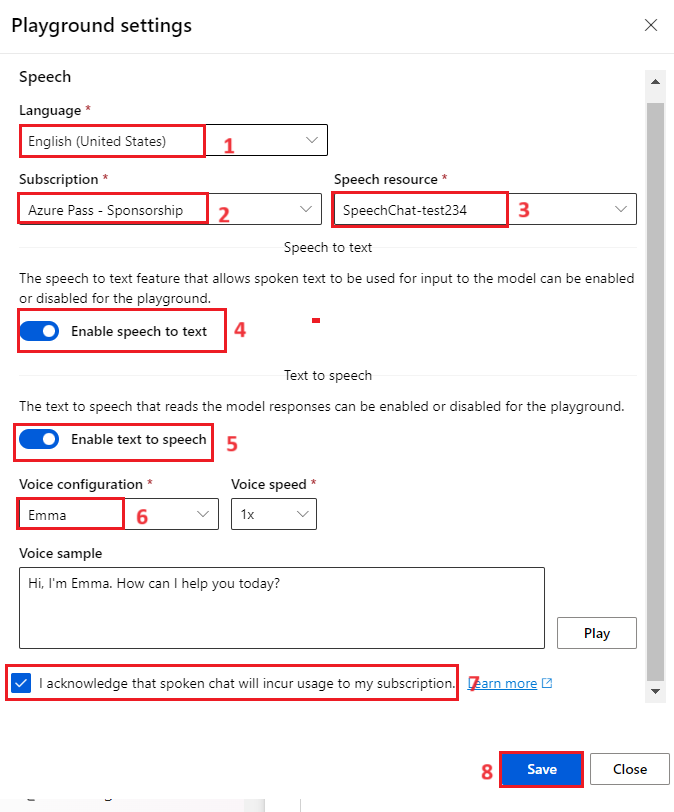 Playground settings
Speech
Language *
English (United States)
1
Subscription *
Speech resource *
Azure Pass - Sponsorship
2
SpeechChat-test234
3
Speech to text
The speech to text feature that allows spoken text to be used for input to the model can be enabled
or disabled for the playground.
Enable speech to text
4
Text to speech
The text to speech that reads the model responses can be enabled or disabled for the playground.
Enable text to speech
5
Voice configuration *
Voice speed *
Emma
6
1x
Voice sample
Hi, I'm Emma. How can I help you today?
Play
I acknowledge that spoken chat will incur usage to my subscription.
7
Learn more
8
Save
Close